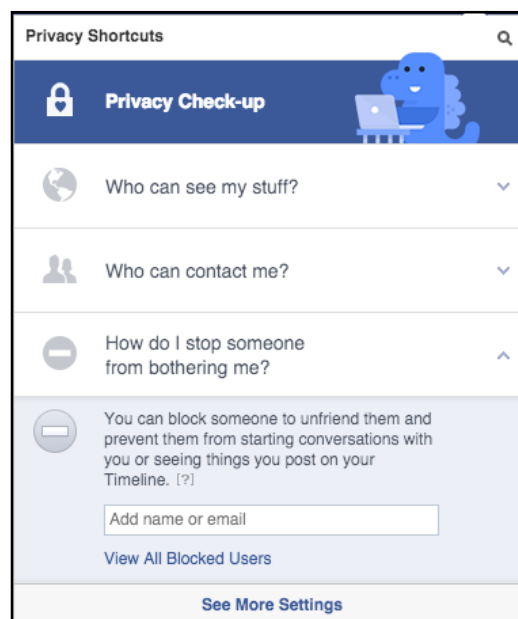 Privacy Shortcuts
Privacy Check-up
Who can see my stuff?
Who can contact me?
How do I stop someone
from bothering me?
You can block someone to unfriend them and
prevent them from starting conversations with
you or seeing things you post on your
Timeline. [?]
Add name or email
View All Blocked Users
See More Settings